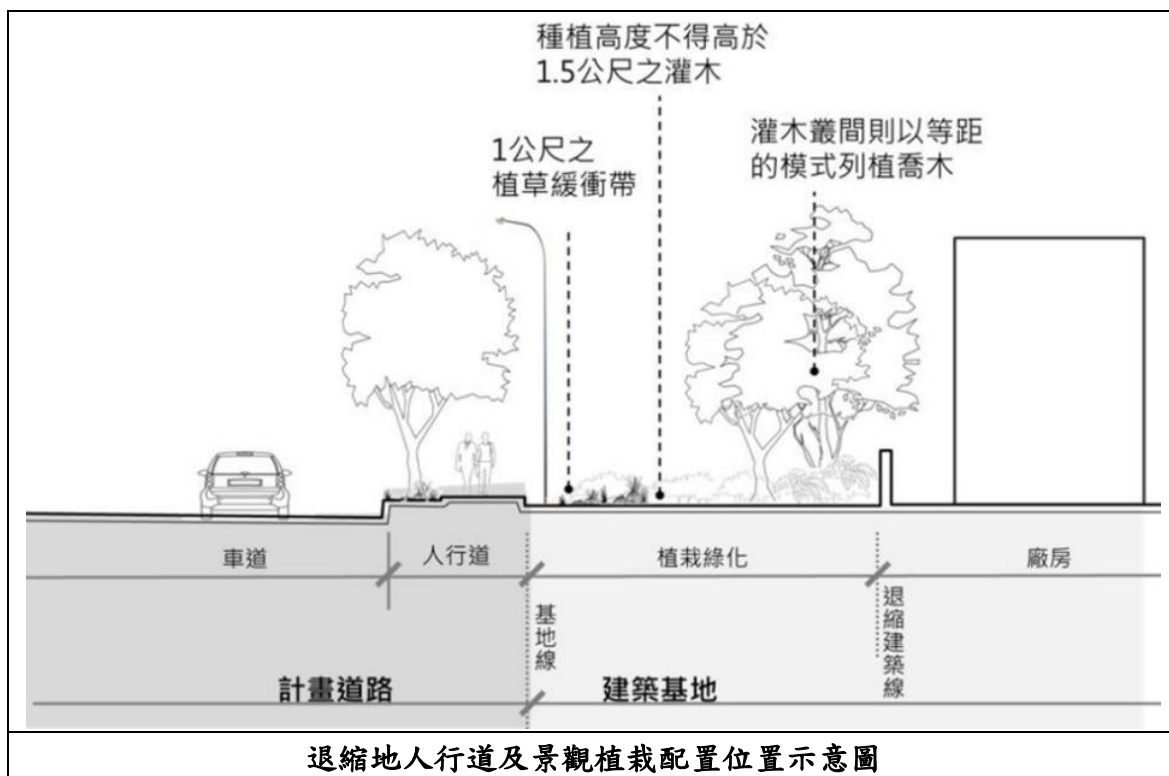 種植高度不得高於
1.5公尺之灌木
灌木叢間則以等距
的模式列植喬木
1公尺之
植草緩衝帶
車道
人行道
植栽綠化
廠房
基地線
退縮建築線
計畫道路
建築基地
退縮地人行道及景觀植栽配置位置示意圖